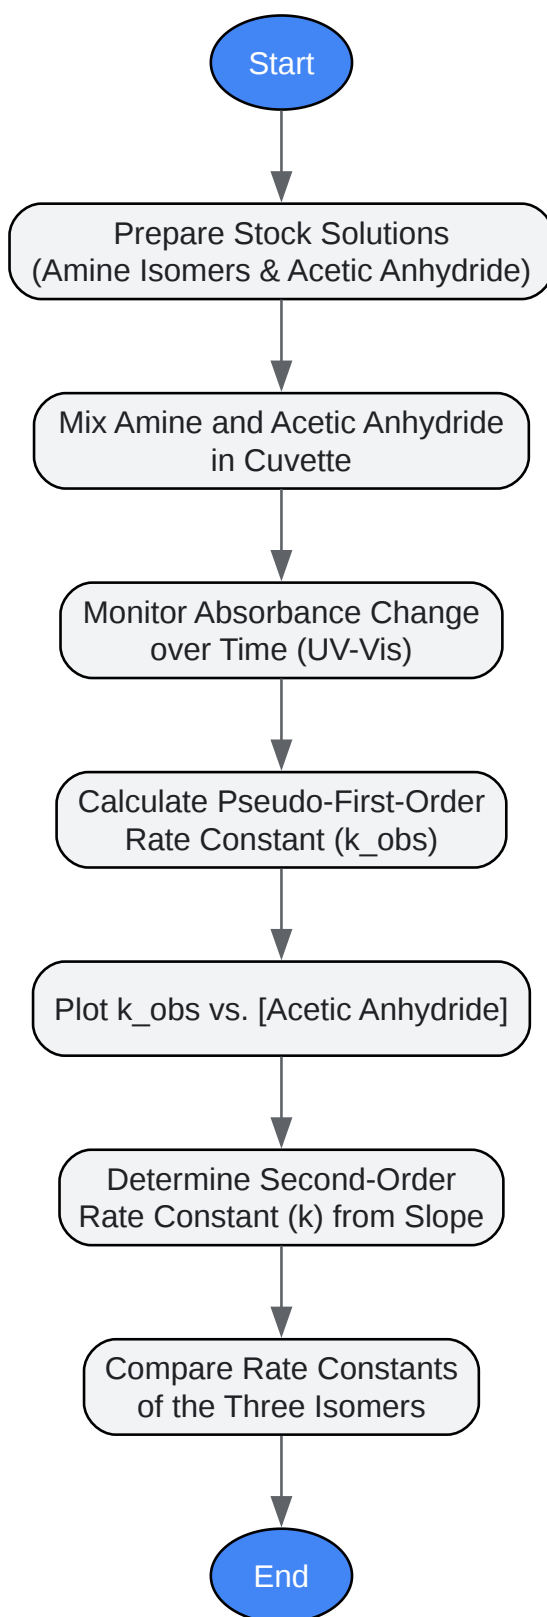 Start
Prepare Stock Solutions
(Amine Isomers & Acetic Anhydride)
Mix Amine and Acetic Anhydride
in Cuvette
Monitor Absorbance Change
over Time (UV-Vis)
Calculate Pseudo-First-Order
Rate Constant (k_obs)
Plot k_obs vs. [Acetic Anhydride]
Determine Second-Order
Rate Constant (k) from Slope
Compare Rate Constants
of the Three Isomers
End